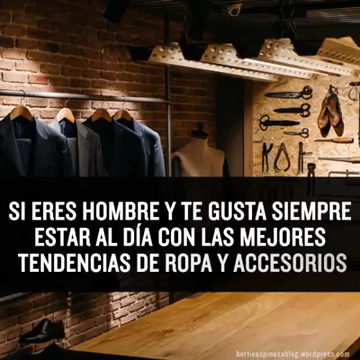 SI ERES HOMBRE Y TE GUSTA SIEMPRE
ESTAR AL DÍA CON LAS MEJORES
TENDENCIAS DE ROPA Y ACCESORIOS
bertieespinosablog.wordpress.com